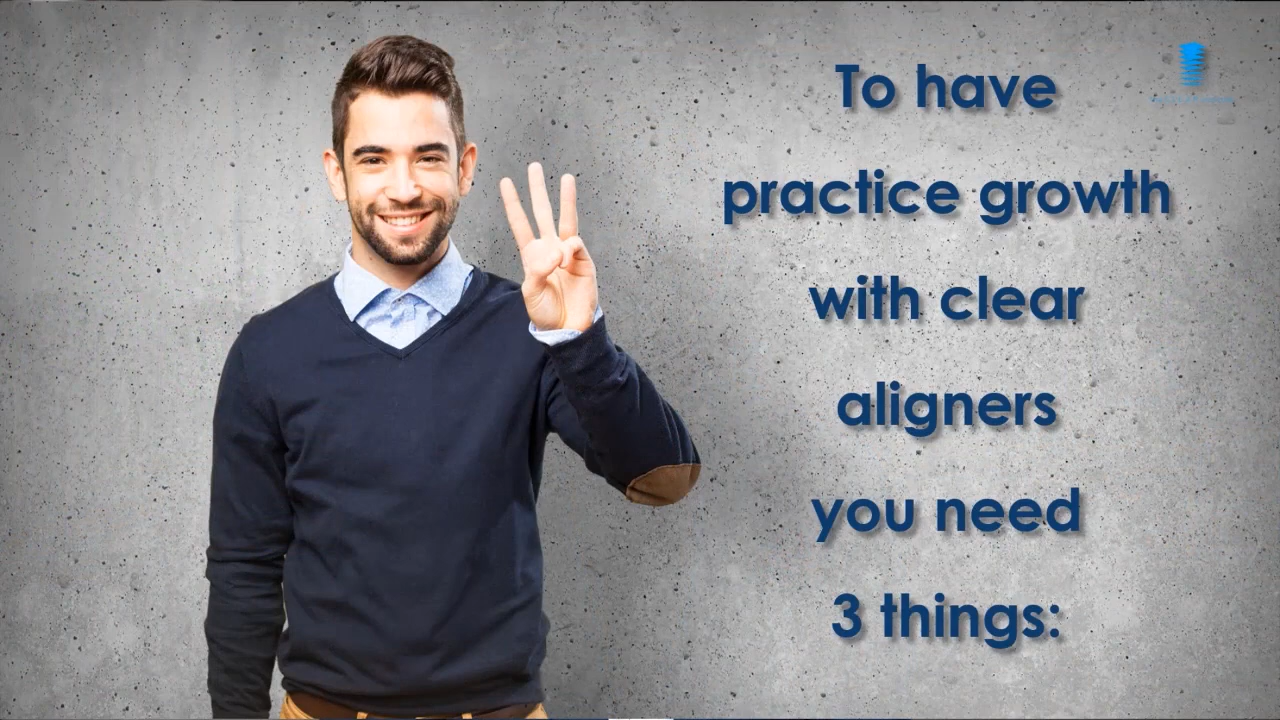 To have
practice growth
with clear
aligners
you need
3 things: